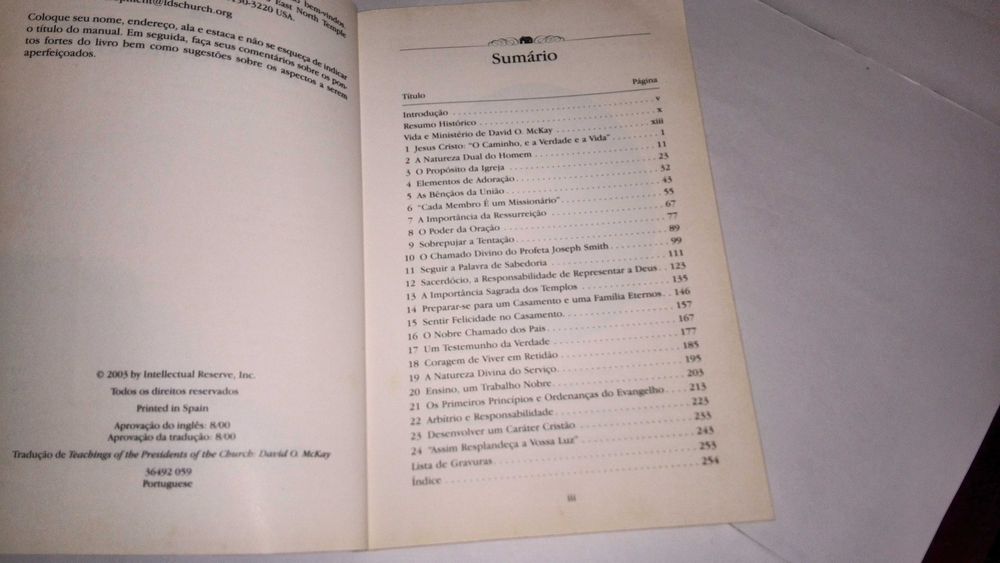 bem-vindos,
East North Temple
-3220 USA.
@ldschurch.org
Coloque seu nome, endereço, ala e estaca e não se esqueça de indicar
o título do manual. Em seguida, faça seus comentários sobre os pon-
tos fortes do livro bem como sugestões sobre os aspectos a serem
aperfeiçoados.
© 2003 by Intellectual Reserve, Inc.
Todos os direitos reservados
Printed in Spain
Aprovação do inglês: 8/00
Aprovação da tradução: 8/00
Tradução de Teachings of the Presidents of the Church: David O. McKay
36492 059
Portuguese
Sumário
Título Página
Introdução v
Resumo Histórico x
Vida e Ministério de David O. McKay xiii
1 Jesus Cristo: "O Caminho, e a Verdade e a Vida" 1
2 A Natureza Dual do Homem 11
3 O Propósito da Igreja 23
4 Elementos de Adoração 32
5 As Bênçãos da União 43
6 "Cada Membro É um Missionário" 55
7 A Importância da Ressurreição 67
8 O Poder da Oração 77
9 Sobrepujar a Tentação 89
10 O Chamado Divino do Profeta Joseph Smith 99
11 Seguir a Palavra de Sabedoria 111
12 Sacerdócio, a Responsabilidade de Representar a Deus 123
13 A Importância Sagrada dos Templos 135
14 Preparar-se para um Casamento e uma Família Eternos 146
15 Sentir Felicidade no Casamento 157
16 O Nobre Chamado dos Pais 167
17 Um Testemunho da Verdade 177
18 Coragem de Viver em Retidão 185
19 A Natureza Divina do Serviço 195
20 Ensino, um Trabalho Nobre 203
21 Os Primeiros Princípios e Ordenanças do Evangelho 213
22 Arbítrio e Responsabilidade 223
23 Desenvolver um Caráter Cristão 233
24 "Assim Resplandeça a Vossa Luz" 243
Lista de Gravuras 253
Índice 254
iii